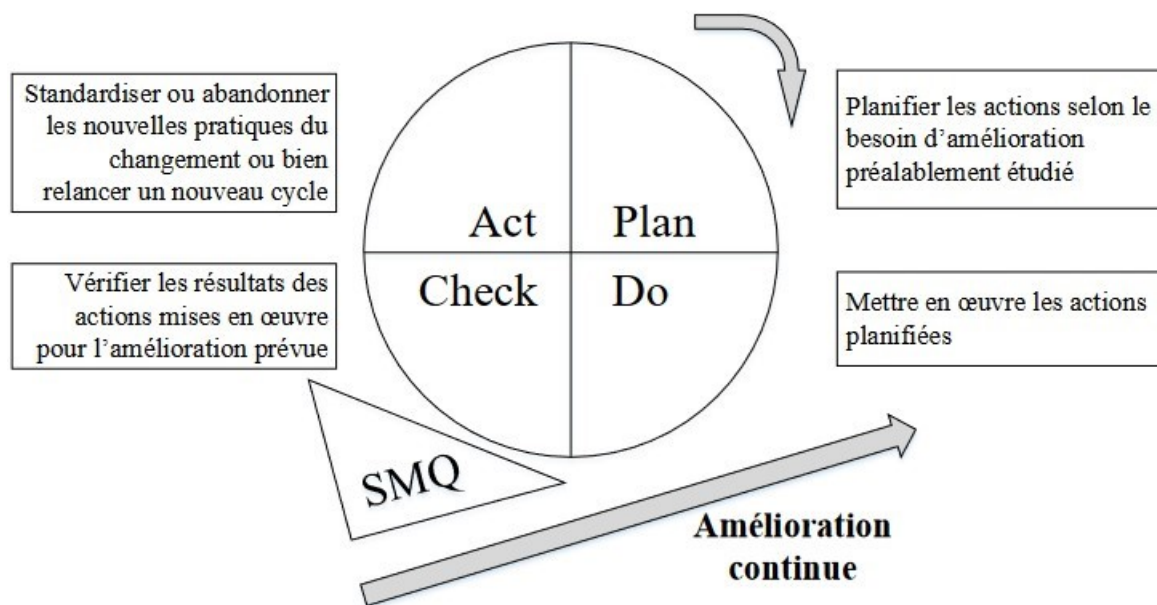 Standardiser ou abandonner
les nouvelles pratiques du
changement ou bien
relancer un nouveau cycle
Planifier les actions selon le
besoin d’amélioration
préalablement étudié
Act
Plan
Check
Do
Vérifier les résultats des
actions mises en œuvre
pour l’amélioration prévue
Mettre en œuvre les actions
planifiées
SMQ
Amélioration
continue